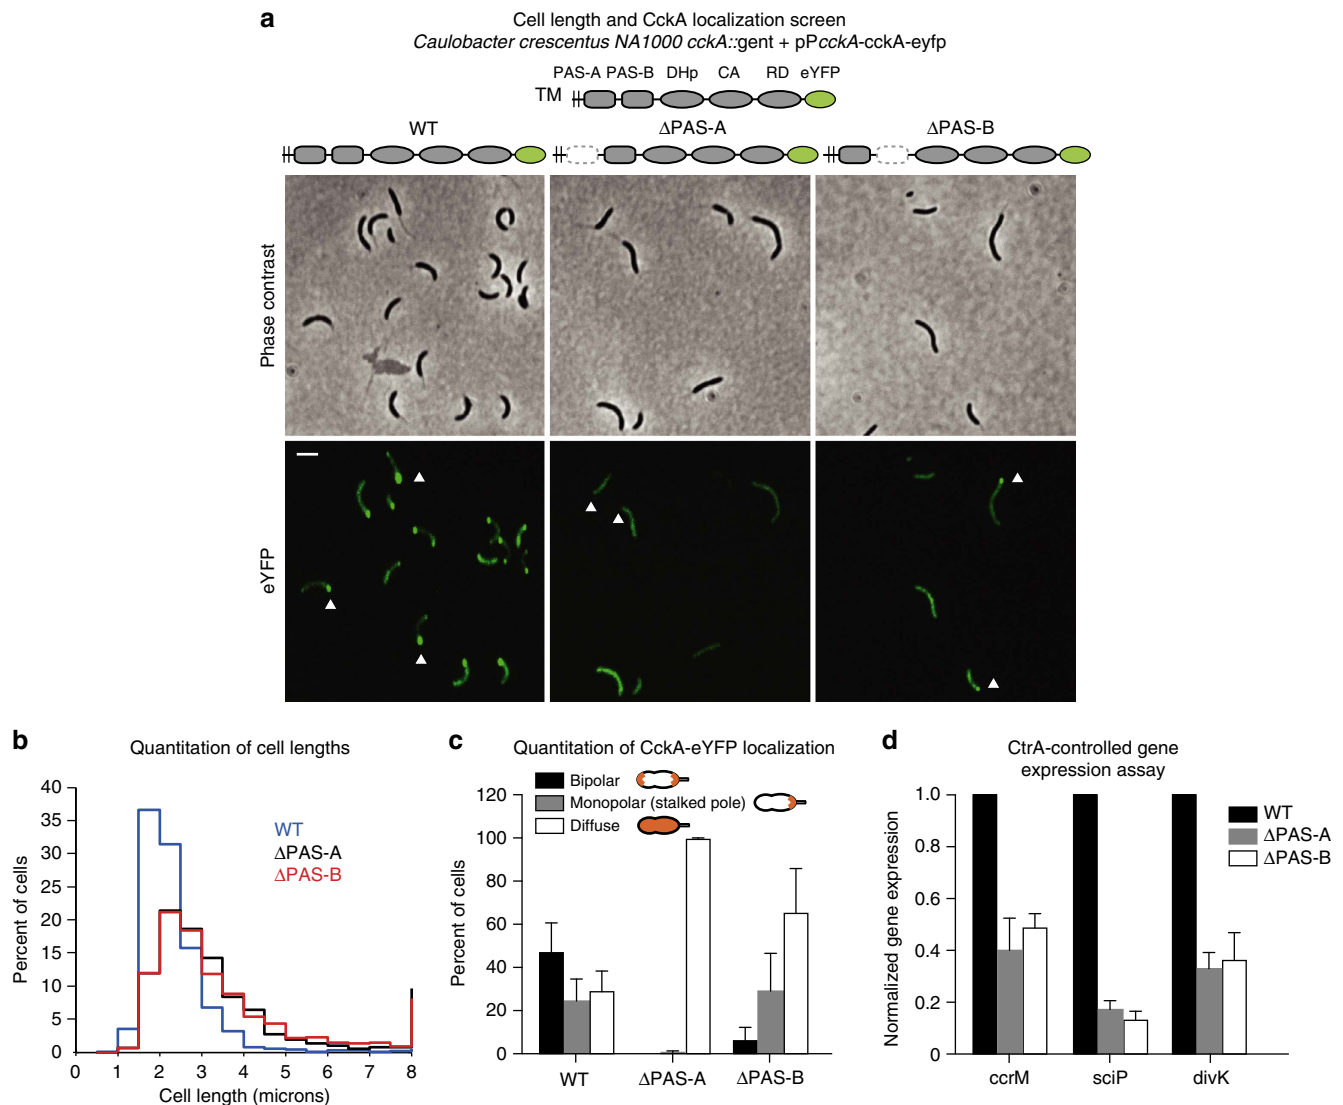 a
Cell length and CckA localization screen
Caulobacter crescentus NA1000 cckA::gent + pPcckA-cckA-eyfp
PAS-A PAS-B DHp CA RD eYFP
TM
WT
ΔPAS-A
ΔPAS-B
Phase contrast
eYFP
b
Quantitation of cell lengths
Percent of cells
40
35
30
25
20
15
10
5
0
0 1 2 3 4 5 6 7 8
Cell length (microns)
WT
ΔPAS-A
ΔPAS-B
c
Quantitation of CckA-eYFP localization
Bipolar
Monopolar (stalked pole)
Diffuse
Percent of cells
120
100
80
60
40
20
0
WT ΔPAS-A ΔPAS-B
d
CtrA-controlled gene
expression assay
Normalized gene expression
1.0
0.8
0.6
0.4
0.2
0
ccrM sciP divK
WT
ΔPAS-A
ΔPAS-B